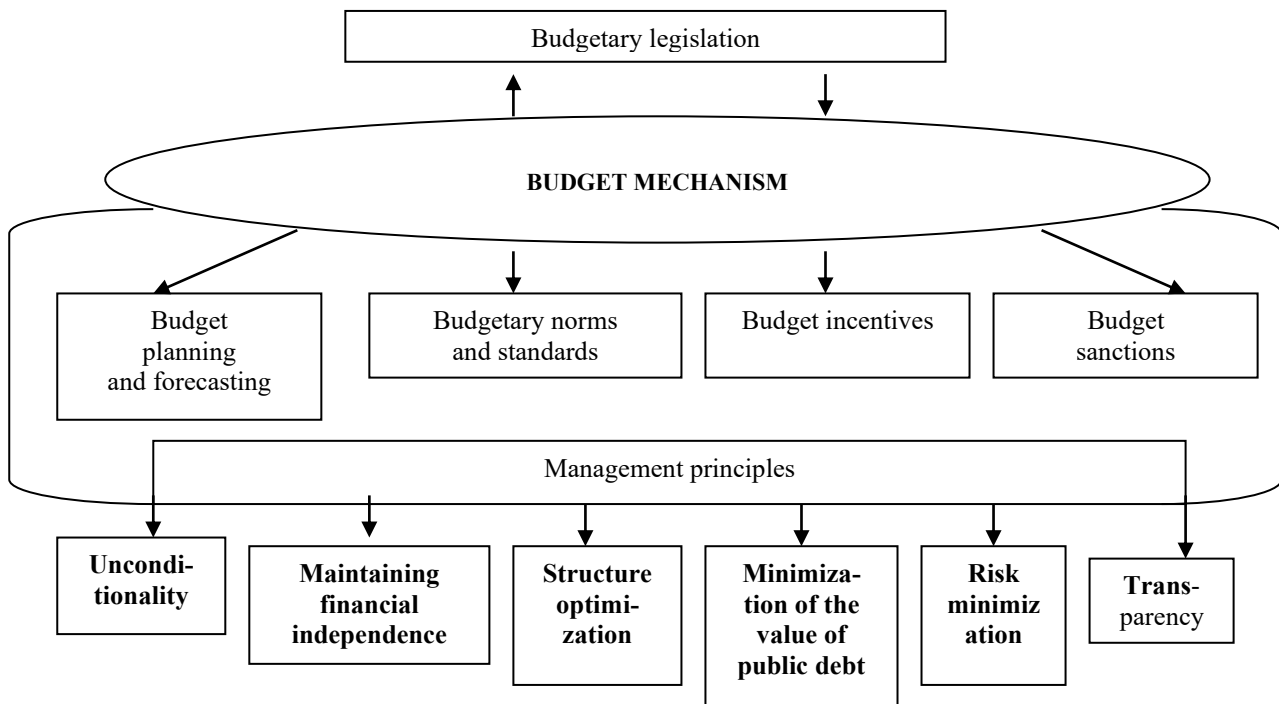 Budgetary legislation
BUDGET MECHANISM
Budget
planning
and forecasting
Budgetary norms
and standards
Budget incentives
Budget
sanctions
Management principles
Uncondi-
tionality
Maintaining
financial
independence
Structure
optimi-
zation
Minimiza-
tion of the
value of
public debt
Risk
minimiz
ation
Trans-
parency